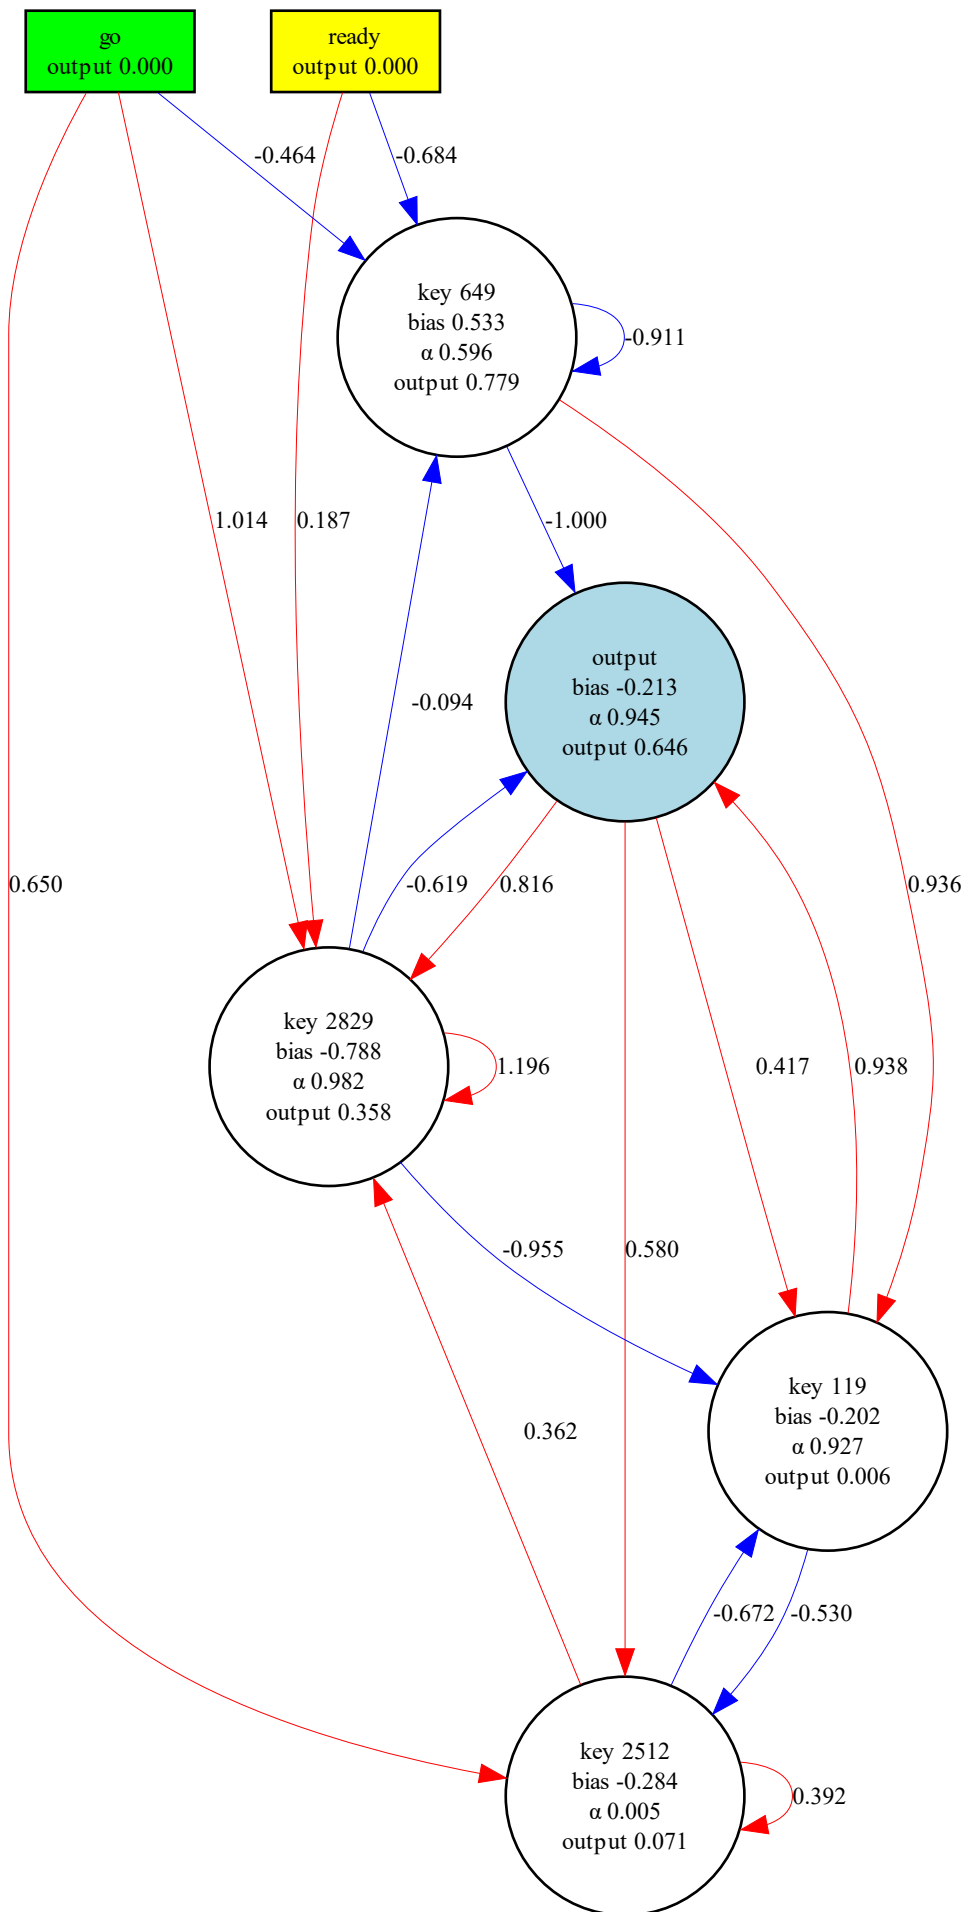 go
output 0.000
ready
output 0.000
-0.464
-0.684
key 649
bias 0.533
α 0.596
output 0.779
-0.911
1.014
0.187
-1.000
output
bias -0.213
α 0.945
output 0.646
-0.094
0.650
-0.619
0.816
0.936
key 2829
bias -0.788
α 0.982
output 0.358
1.196
0.417
0.938
-0.955
0.580
key 119
bias -0.202
α 0.927
output 0.006
0.362
-0.672
-0.530
key 2512
bias -0.284
α 0.005
output 0.071
0.392